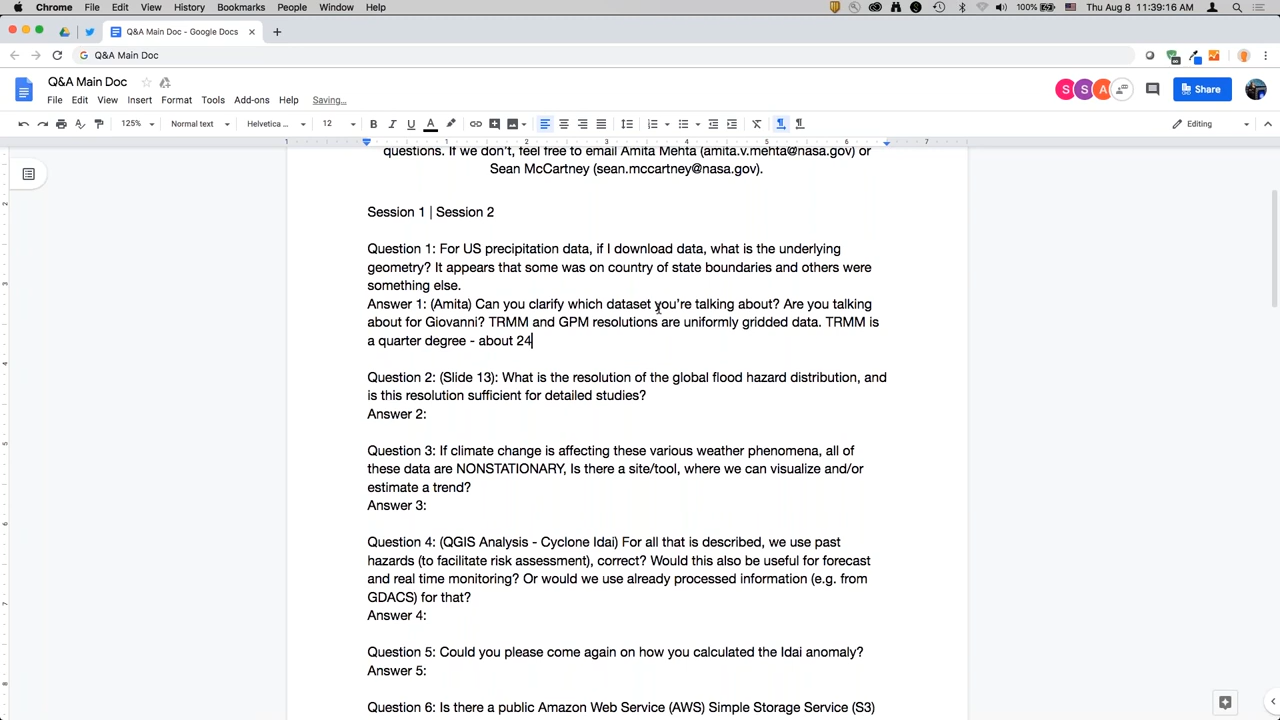 Chrome File Edit View History Bookmarks People Window Help 100% Thu Aug 8 11:39:16 AM
Q&A Main Doc - Google Docs
Q&A Main Doc
Q&A Main Doc
File Edit View Insert Format Tools Add-ons Help Saving...
S S A Share
125% Normal text Helvetica ... 12 B I U A Editing
1 1 2 3 4 5 6 7
questions. If we don't, feel free to email Amita Mehta (amita.v.mehta@nasa.gov) or
Sean McCartney (sean.mccartney@nasa.gov).
Session 1 | Session 2
Question 1: For US precipitation data, if I download data, what is the underlying
geometry? It appears that some was on country of state boundaries and others were
something else.
Answer 1: (Amita) Can you clarify which dataset you're talking about? Are you talking
about for Giovanni? TRMM and GPM resolutions are uniformly gridded data. TRMM is
a quarter degree - about 24
Question 2: (Slide 13): What is the resolution of the global flood hazard distribution, and
is this resolution sufficient for detailed studies?
Answer 2:
Question 3: If climate change is affecting these various weather phenomena, all of
these data are NONSTATIONARY, Is there a site/tool, where we can visualize and/or
estimate a trend?
Answer 3:
Question 4: (QGIS Analysis - Cyclone Idai) For all that is described, we use past
hazards (to facilitate risk assessment), correct? Would this also be useful for forecast
and real time monitoring? Or would we use already processed information (e.g. from
GDACS) for that?
Answer 4:
Question 5: Could you please come again on how you calculated the Idai anomaly?
Answer 5:
Question 6: Is there a public Amazon Web Service (AWS) Simple Storage Service (S3)